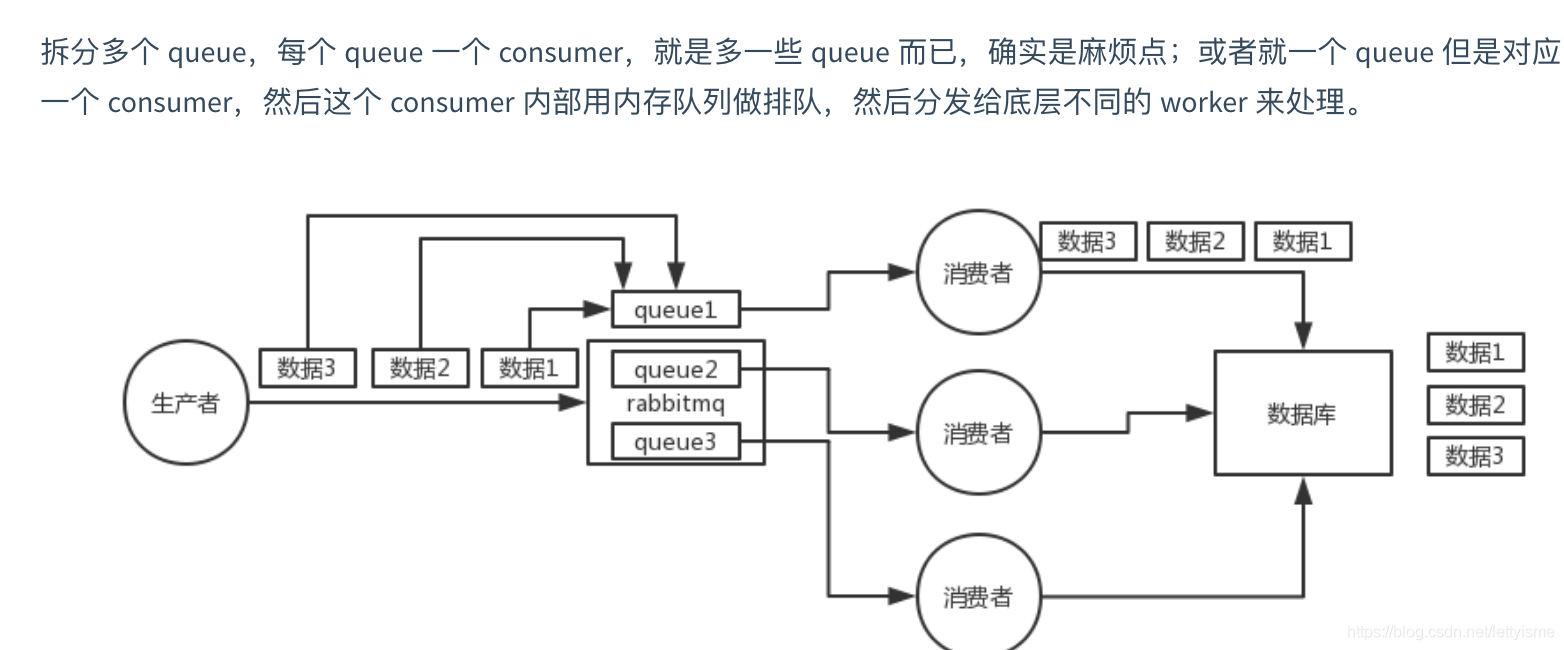 拆分多个 queue，每个 queue 一个 consumer，就是多一些 queue 而已，确实是麻烦点；或者就一个 queue 但是对应
一个 consumer，然后这个 consumer 内部用内存队列做排队，然后分发给底层不同的 worker 来处理。
消费者
数据3
数据2
数据1
queue1
生产者
数据3
数据2
数据1
queue2
rabbitmq
queue3
消费者
数据库
数据1
数据2
数据3
消费者
https://blog.csdn.net/lettyisme